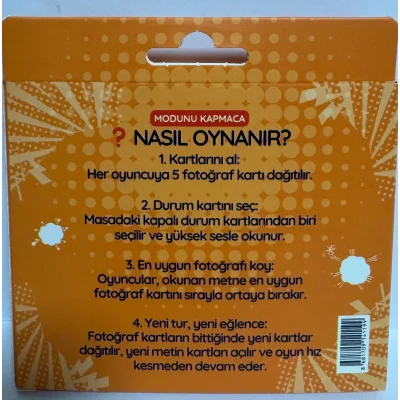 MODUNU KAPMACA
? NASIL OYNANIR?
1. Kartlarını al:
Her oyuncuya 5 fotoğraf kartı dağıtılır.
2. Durum kartını seç:
Masadaki kapalı durum kartlarından biri
seçilir ve yüksek sesle okunur.
3. En uygun fotoğrafı koy:
Oyuncular, okunan metne en uygun
fotoğraf kartını sırayla ortaya bırakır.
4. Yeni tur, yeni eğlence:
Fotoğraf kartların bittiğinde yeni kartlar
dağıtılır, yeni metin kartları açılır ve oyun hız
kesmeden devam eder.